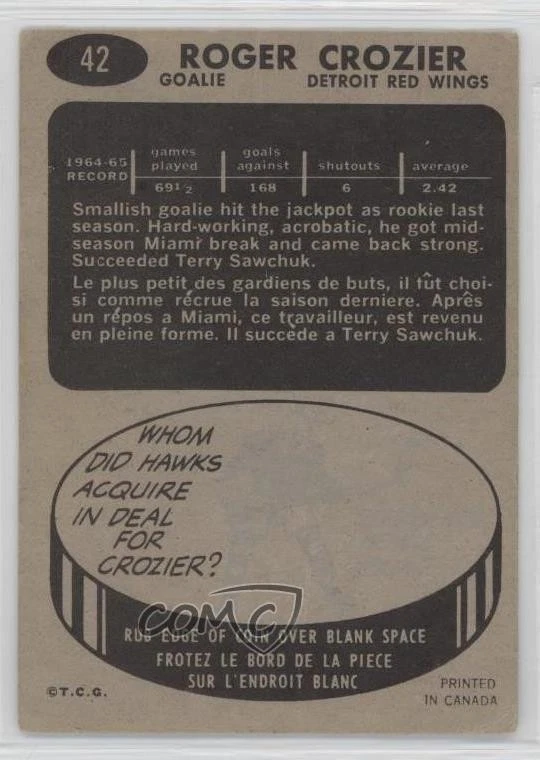 42
ROGER CROZIER
GOALIE DETROIT RED WINGS
1964-65 RECORD games played goals against shutouts average
69 1/2 168 6 2.42
Smallish goalie hit the jackpot as rookie last
season. Hard-working, acrobatic, he got mid-
season Miami break and came back strong.
Succeeded Terry Sawchuk.
Le plus petit des gardiens de buts, il fût choi-
si comme récrue la saison derniere. Après
un répos a Miami, ce travailleur, est revenu
en pleine forme. Il succède a Terry Sawchuk.
WHOM
DID HAWKS
ACQUIRE
IN DEAL
FOR
CROZIER?
COMC
RUB EDGE OF COIN OVER BLANK SPACE
FROTEZ LE BORD DE LA PIECE
SUR L'ENDROIT BLANC
©T.C.G.
PRINTED
IN CANADA